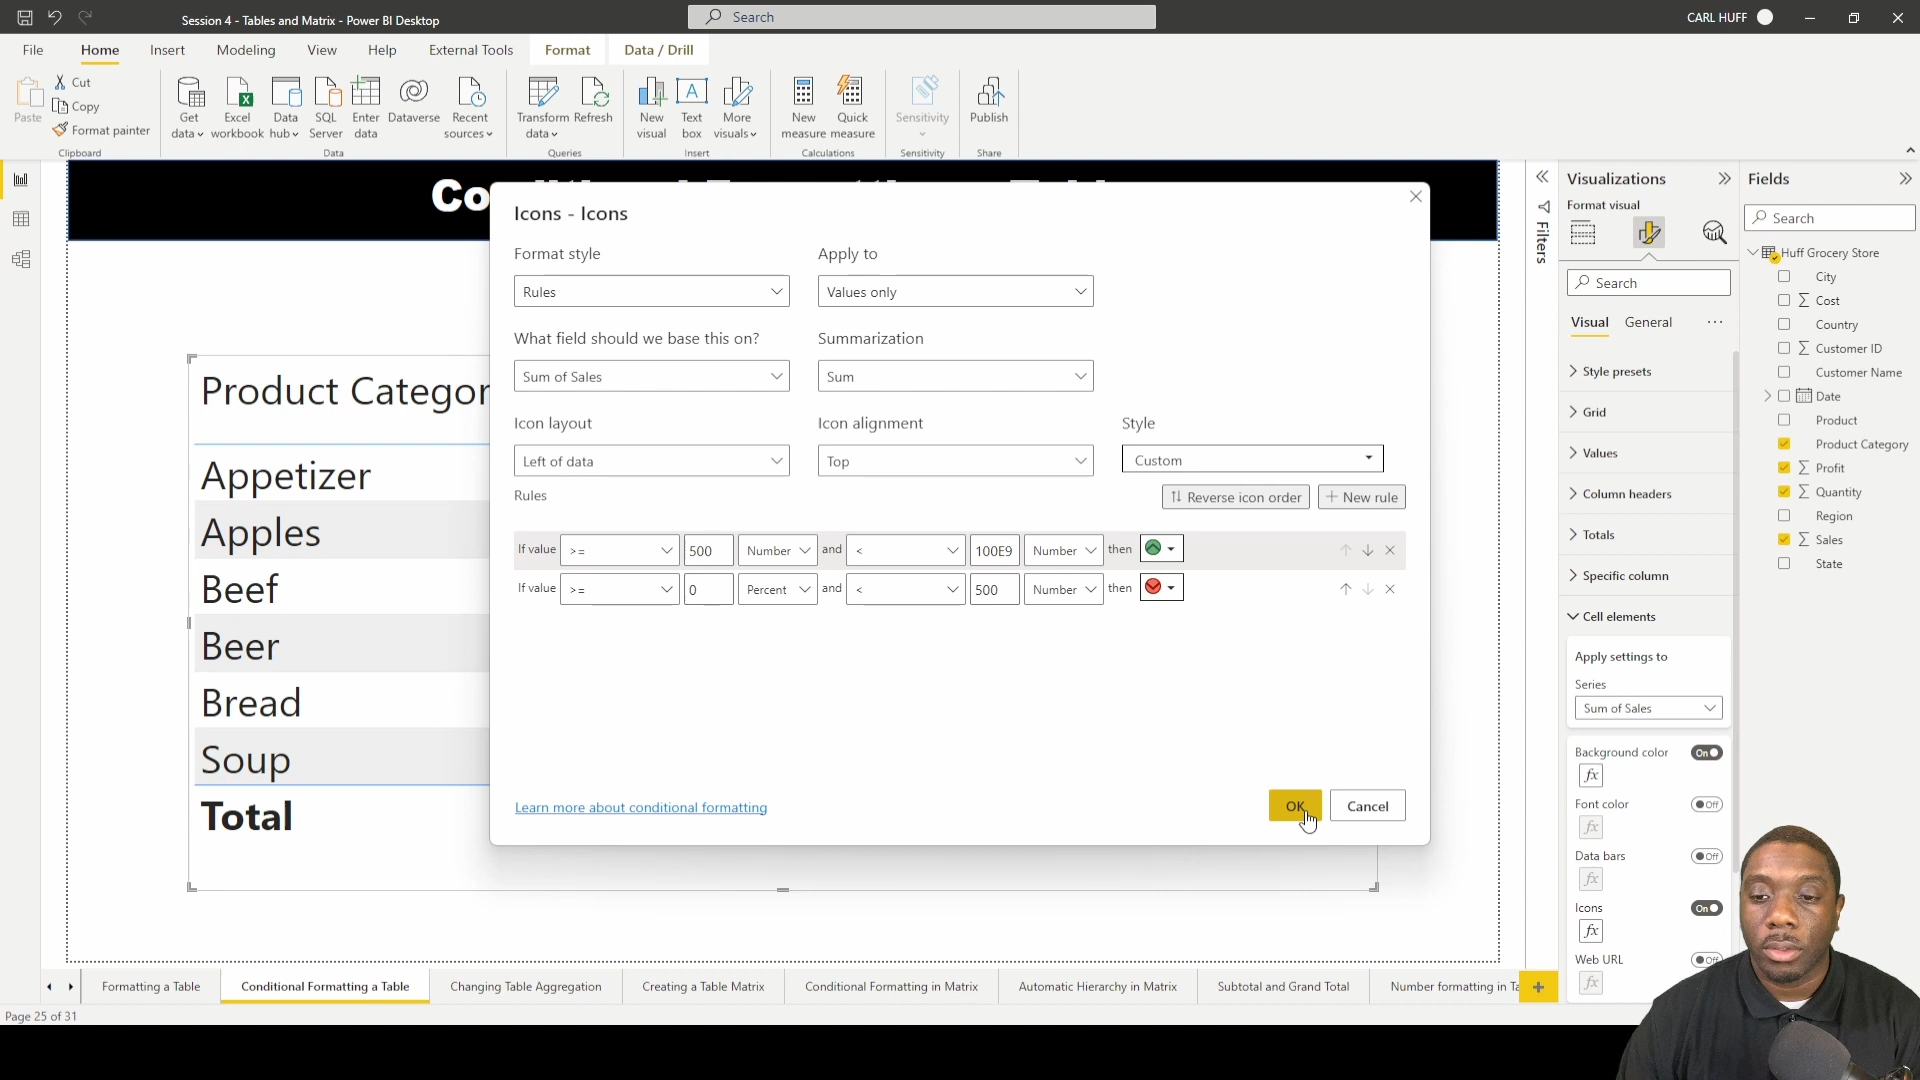 Session 4 - Tables and Matrix - Power BI Desktop
Search
CARL HUFF
File Home Insert Modeling View Help External Tools Format Data / Drill
Paste
Cut
Copy
Format painter
Clipboard
Get data
Excel workbook
Data hub
SQL Server
Enter data
Dataverse
Recent sources
Data
Transform data
Refresh
Queries
New visual
Text box
More visuals
Insert
New measure
Quick measure
Calculations
Sensitivity
Sensitivity
Publish
Share
Co
Icons - Icons
Format style
Apply to
Rules
Values only
What field should we base this on?
Summarization
Sum of Sales
Sum
Icon layout
Icon alignment
Style
Left of data
Top
Custom
Rules
Reverse icon order
New rule
If value >= 500 Number and < 100E9 Number then
If value >= 0 Percent and < 500 Number then
Learn more about conditional formatting
OK
Cancel
Product Categor
Appetizer
Apples
Beef
Beer
Bread
Soup
Total
Filters
Visualizations
Format visual
Search
Visual General
Style presets
Grid
Values
Column headers
Totals
Specific column
Cell elements
Apply settings to
Series
Sum of Sales
Background color On
fx
Font color Off
fx
Data bars Off
fx
Icons On
fx
Web URL Off
fx
Fields
Search
Huff Grocery Store
City
Cost
Country
Customer ID
Customer Name
Date
Product
Product Category
Profit
Quantity
Region
Sales
State
Formatting a Table
Conditional Formatting a Table
Changing Table Aggregation
Creating a Table Matrix
Conditional Formatting in Matrix
Automatic Hierarchy in Matrix
Subtotal and Grand Total
Number formatting in Ta
Page 25 of 31